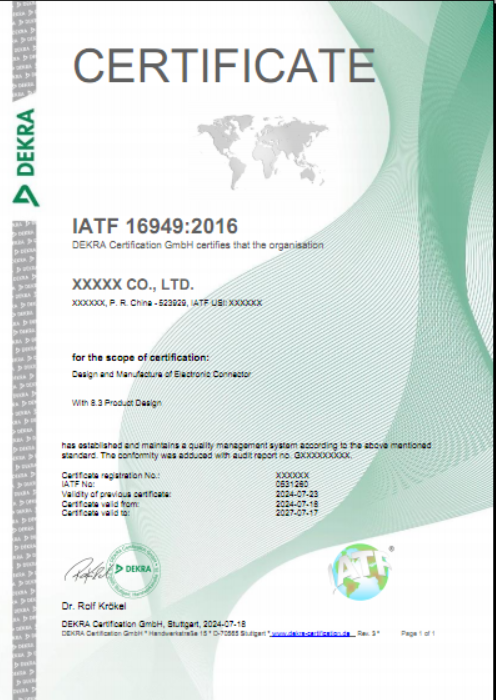 CERTIFICATE
DEKRA
IATF 16949:2016
DEKRA Certification GmbH certifies that the organisation
XXXXX CO., LTD.
XXXXXX, P. R. China - 523929, IATF USI: XXXXXX
for the scope of certification:
Design and Manufacture of Electronic Connector
With 8.3 Product Design
has established and maintains a quality management system according to the above mentioned
standard. The conformity was adduced with audit report no. GXXXXXXXXX.
Certificate registration No.: XXXXXX
IATF No: 0531260
Validity of previous certificate: 2024-07-23
Certificate valid from: 2024-07-18
Certificate valid to: 2027-07-17
DEKRA
IATF
Dr. Rolf Krökel
DEKRA Certification GmbH, Stuttgart, 2024-07-18
DEKRA Certification GmbH * Handwerkstraße 15 * D-70565 Stuttgart * www.dekra-certification.de Rev. 3 * Page 1 of 1